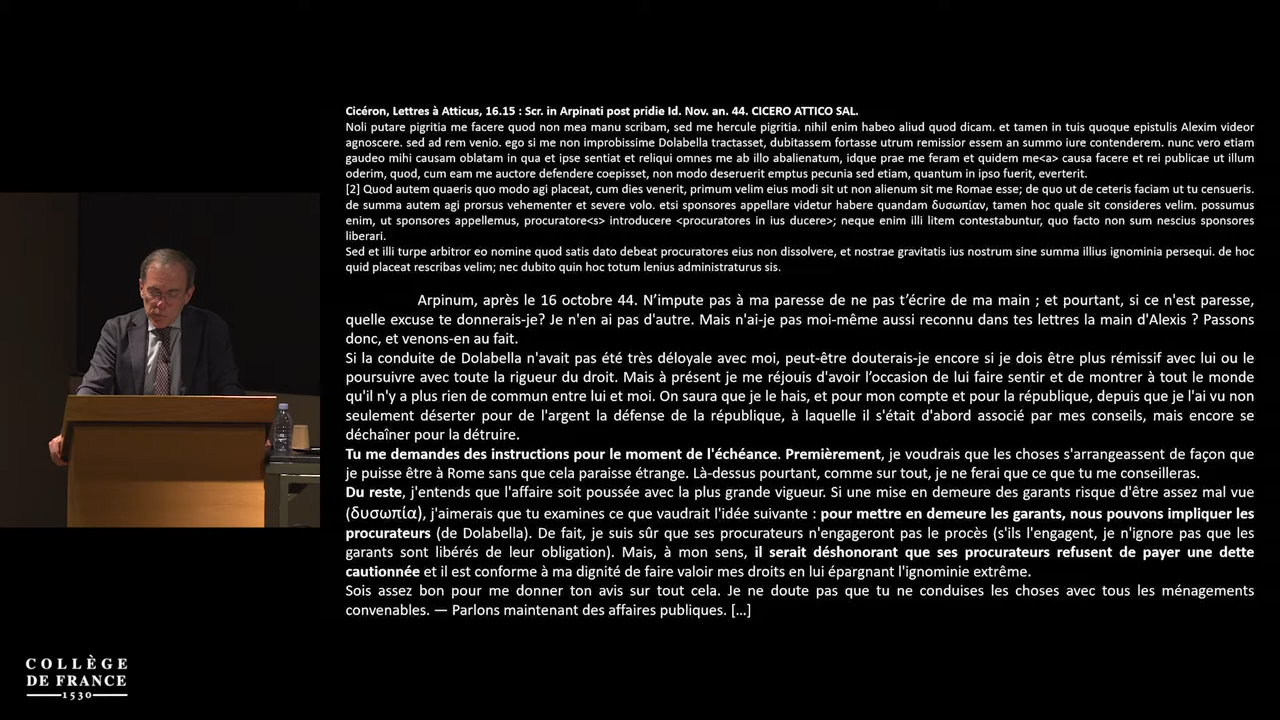 Cicéron, Lettres à Atticus, 16.15 : Scr. in Arpinati post pridie Id. Nov. an. 44. CICERO ATTICO SAL.
Noli putare pigritia me facere quod non mea manu scribam, sed me hercule pigritia. nihil enim habeo aliud quod dicam. et tamen in tuis quoque epistulis Alexim videor
agnoscere. sed ad rem venio. ego si me non improbissime Dolabella tractasset, dubitassem fortasse utrum remissior essem an summo iure contenderem. nunc vero etiam
gaudeo mihi causam oblatam in qua et ipse sentiat et reliqui omnes me ab illo abalienatum, idque prae me feram et quidem me<a> causa facere et rei publicae ut illum
oderim, quod, cum eam me auctore defendere coepisset, non modo deseruerit emptus pecunia sed etiam, quantum in ipso fuerit, everterit.
[2] Quod autem quaeris quo modo agi placeat, cum dies venerit, primum velim eius modi sit ut non alienum sit me Romae esse; de quo ut de ceteris faciam ut tu censueris.
de summa autem agi prorsus vehementer et severe volo. etsi sponsores appellare videtur habere quandam δυσωπίαν, tamen hoc quale sit consideres velim. possumus
enim, ut sponsores appellemus, procuratore<s> introducere <procuratores in ius ducere>; neque enim illi litem contestabuntur, quo facto non sum nescius sponsores
liberari.
Sed et illi turpe arbitror eo nomine quod satis dato debeat procuratores eius non dissolvere, et nostrae gravitatis ius nostrum sine summa illius ignominia persequi. de hoc
quid placeat rescribas velim; nec dubito quin hoc totum lenius administraturus sis.
Arpinum, après le 16 octobre 44. N’impute pas à ma paresse de ne pas t’écrire de ma main ; et pourtant, si ce n'est paresse,
quelle excuse te donnerais-je? Je n'en ai pas d'autre. Mais n'ai-je pas moi-même aussi reconnu dans tes lettres la main d'Alexis ? Passons
donc, et venons-en au fait.
Si la conduite de Dolabella n'avait pas été très déloyale avec moi, peut-être douterais-je encore si je dois être plus rémissif avec lui ou le
poursuivre avec toute la rigueur du droit. Mais à présent je me réjouis d'avoir l’occasion de lui faire sentir et de montrer à tout le monde
qu'il n'y a plus rien de commun entre lui et moi. On saura que je le hais, et pour mon compte et pour la république, depuis que je l'ai vu non
seulement déserter pour de l'argent la défense de la république, à laquelle il s'était d'abord associé par mes conseils, mais encore se
déchaîner pour la détruire.
Tu me demandes des instructions pour le moment de l'échéance. Premièrement, je voudrais que les choses s'arrangeassent de façon que
je puisse être à Rome sans que cela paraisse étrange. Là-dessus pourtant, comme sur tout, je ne ferai que ce que tu me conseilleras.
Du reste, j'entends que l'affaire soit poussée avec la plus grande vigueur. Si une mise en demeure des garants risque d'être assez mal vue
(δυσωπία), j'aimerais que tu examines ce que vaudrait l'idée suivante : pour mettre en demeure les garants, nous pouvons impliquer les
procurateurs (de Dolabella). De fait, je suis sûr que ses procurateurs n'engageront pas le procès (s'ils l'engagent, je n'ignore pas que les
garants sont libérés de leur obligation). Mais, à mon sens, il serait déshonorant que ses procurateurs refusent de payer une dette
cautionnée et il est conforme à ma dignité de faire valoir mes droits en lui épargnant l'ignominie extrême.
Sois assez bon pour me donner ton avis sur tout cela. Je ne doute pas que tu ne conduises les choses avec tous les ménagements
convenables. — Parlons maintenant des affaires publiques. […]
COLLÈGE
DE FRANCE
1530